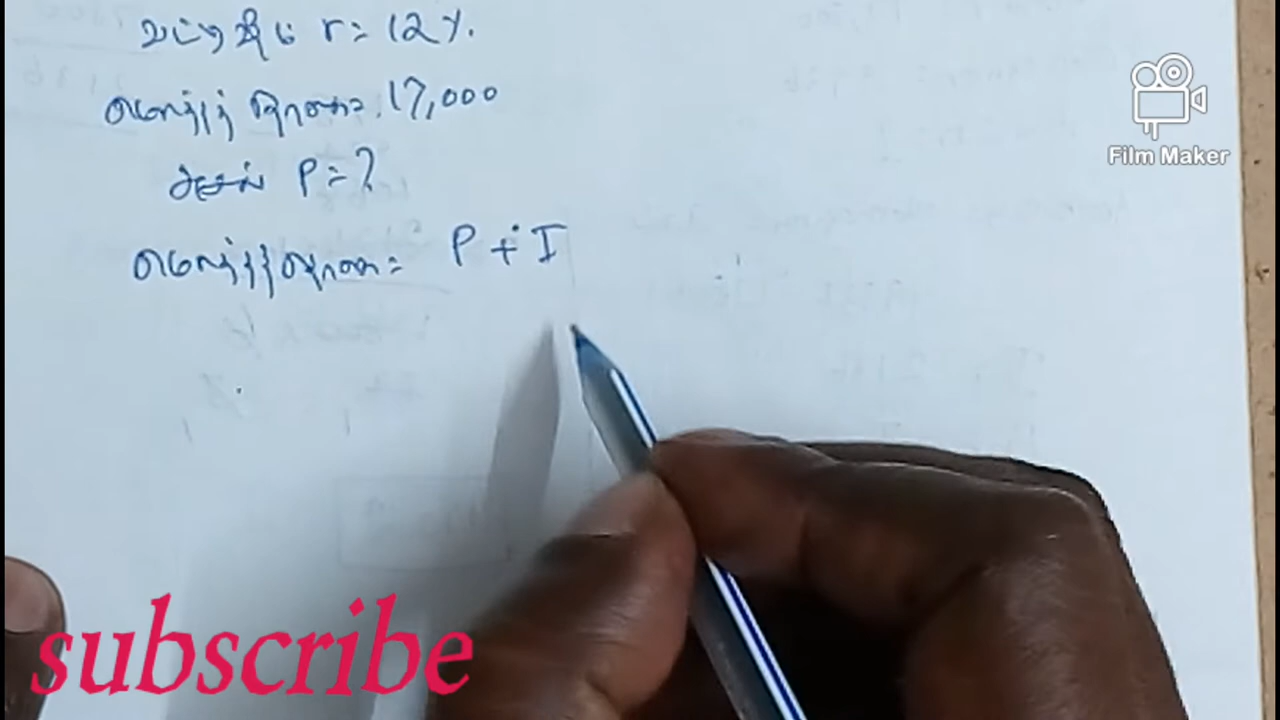 வட்டி வீதம் r = 12%.
மொத்தத் தொகை = 17,000
அசல் P = ?
மொத்தத்தொகை = P + I
Film Maker
subscribe